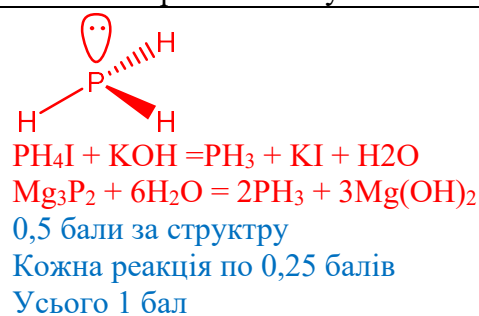 H
P
H
H
PH₄I + KOH =PH₃ + KI + H2O
Mg₃P₂ + 6H₂O = 2PH₃ + 3Mg(OH)₂
0,5 бали за структру
Кожна реакція по 0,25 балів
Усього 1 бал